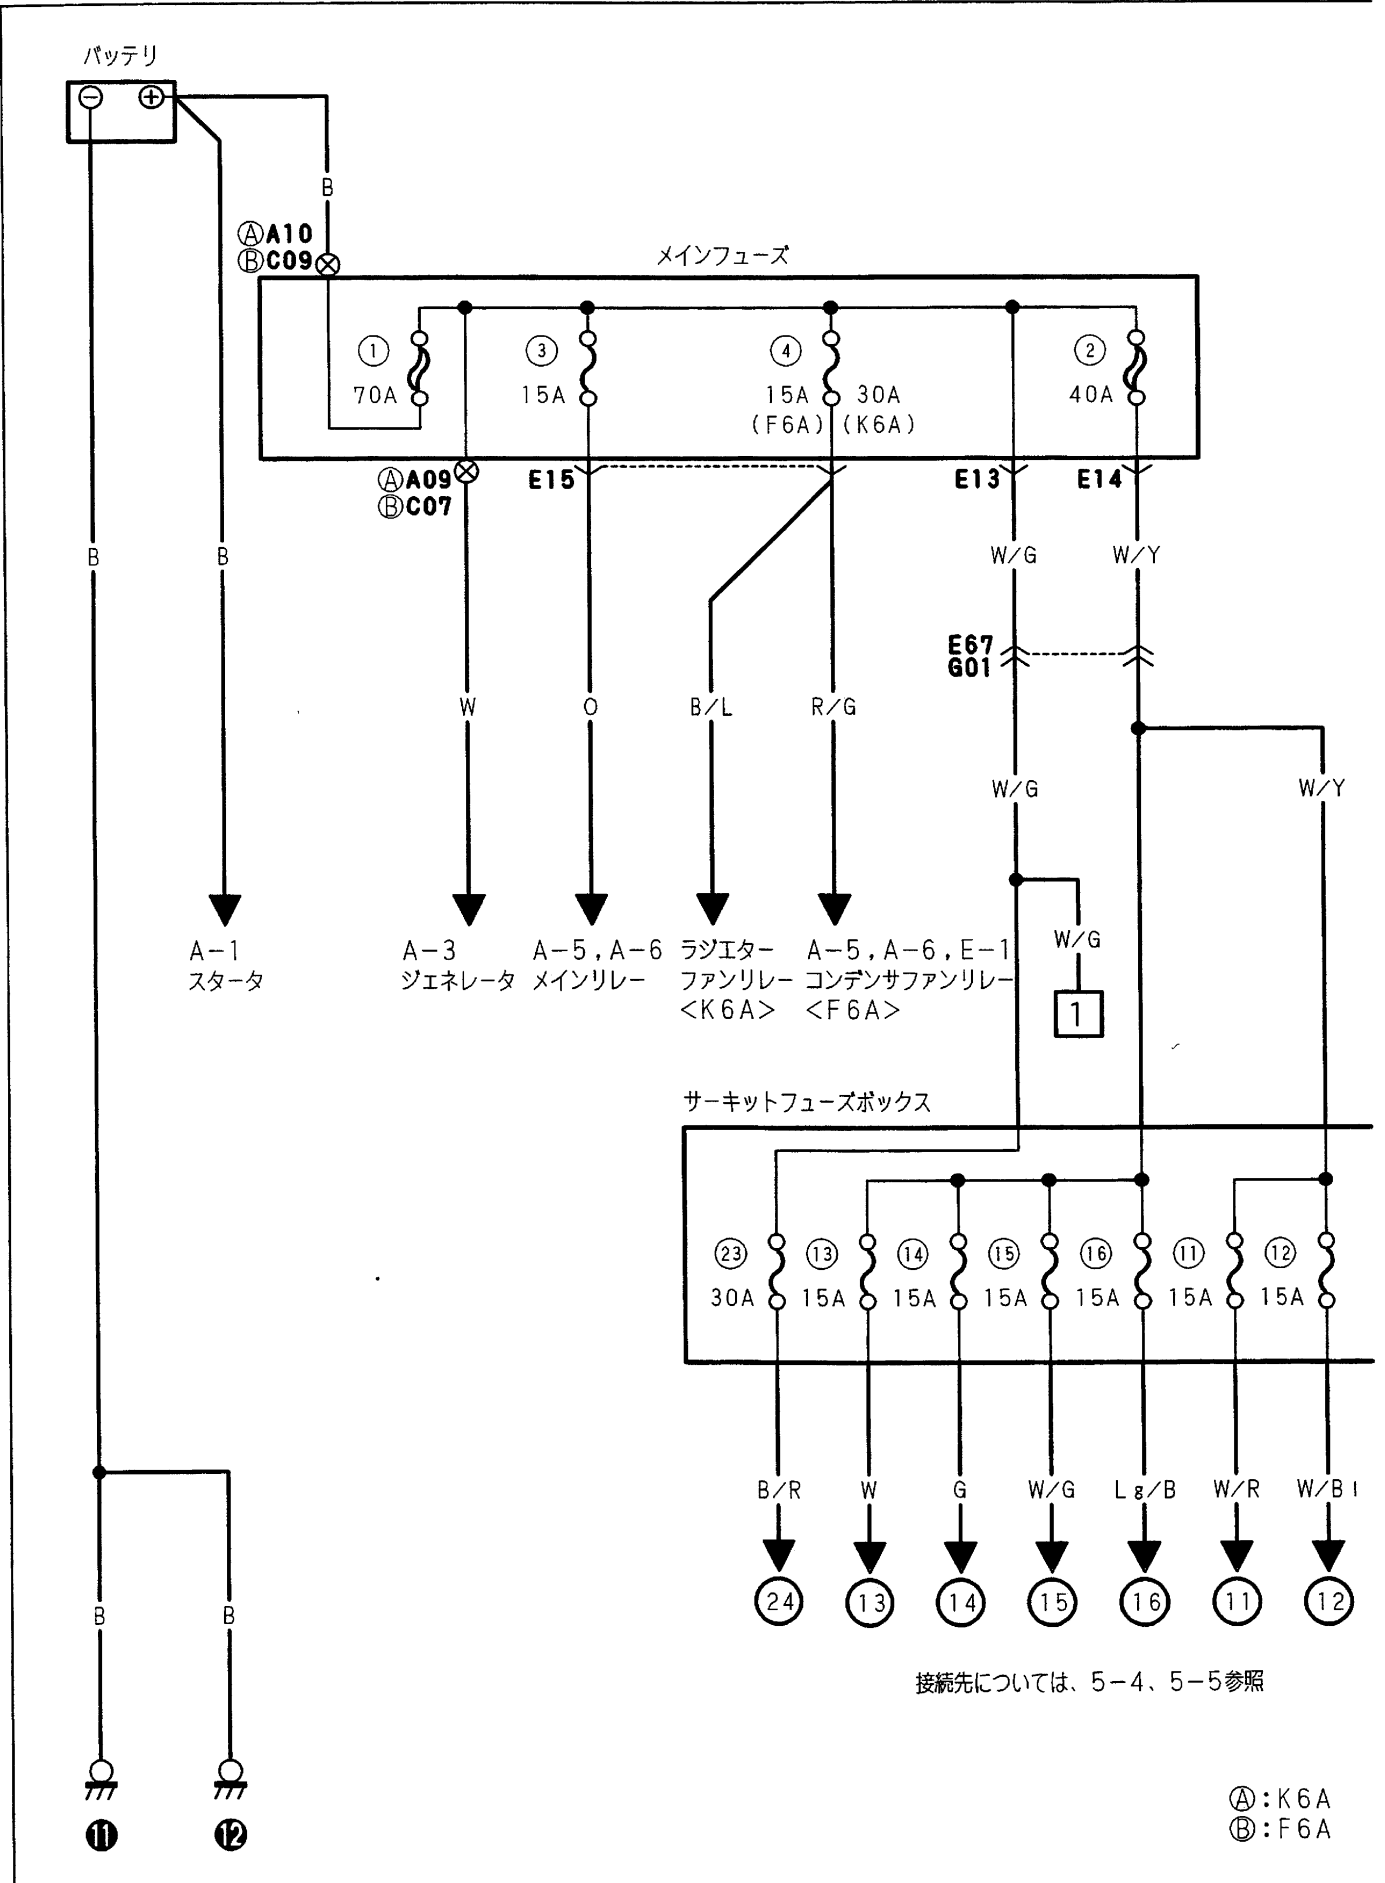 バッテリ
⊖ ⊕
B
ⒶA10
ⒷC09
メインフューズ
① ③ ④ ②
70A 15A 15A 30A 40A
(F6A) (K6A)
ⒶA09 E15 E13 E14
ⒷC07
B B W/G W/Y
E67
G01
W O B/L R/G
W/G W/Y
W/G
A-1 A-3 A-5,A-6 ラジエター A-5,A-6,E-1
スタータ ジェネレータ メインリレー ファンリレー コンデンサファンリレー
<K6A> <F6A>
1
サーキットフューズボックス
㉓ ⑬ ⑭ ⑮ ⑯ ⑪ ⑫
30A 15A 15A 15A 15A 15A 15A
B/R W G W/G Lg/B W/R W/Bl
㉔ ⑬ ⑭ ⑮ ⑯ ⑪ ⑫
B B
接続先については、5-4、5-5参照
⓫ ⓬
Ⓐ:K6A
Ⓑ:F6A